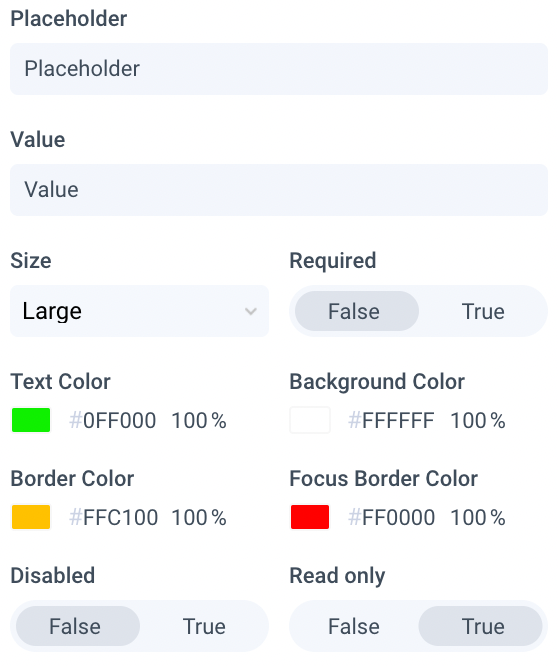 Placeholder
Placeholder
Value
Value
Size Required
Large False True
Text Color Background Color
#0FF000 100% #FFFFFF 100%
Border Color Focus Border Color
#FFC100 100% #FF0000 100%
Disabled Read only
False True False True